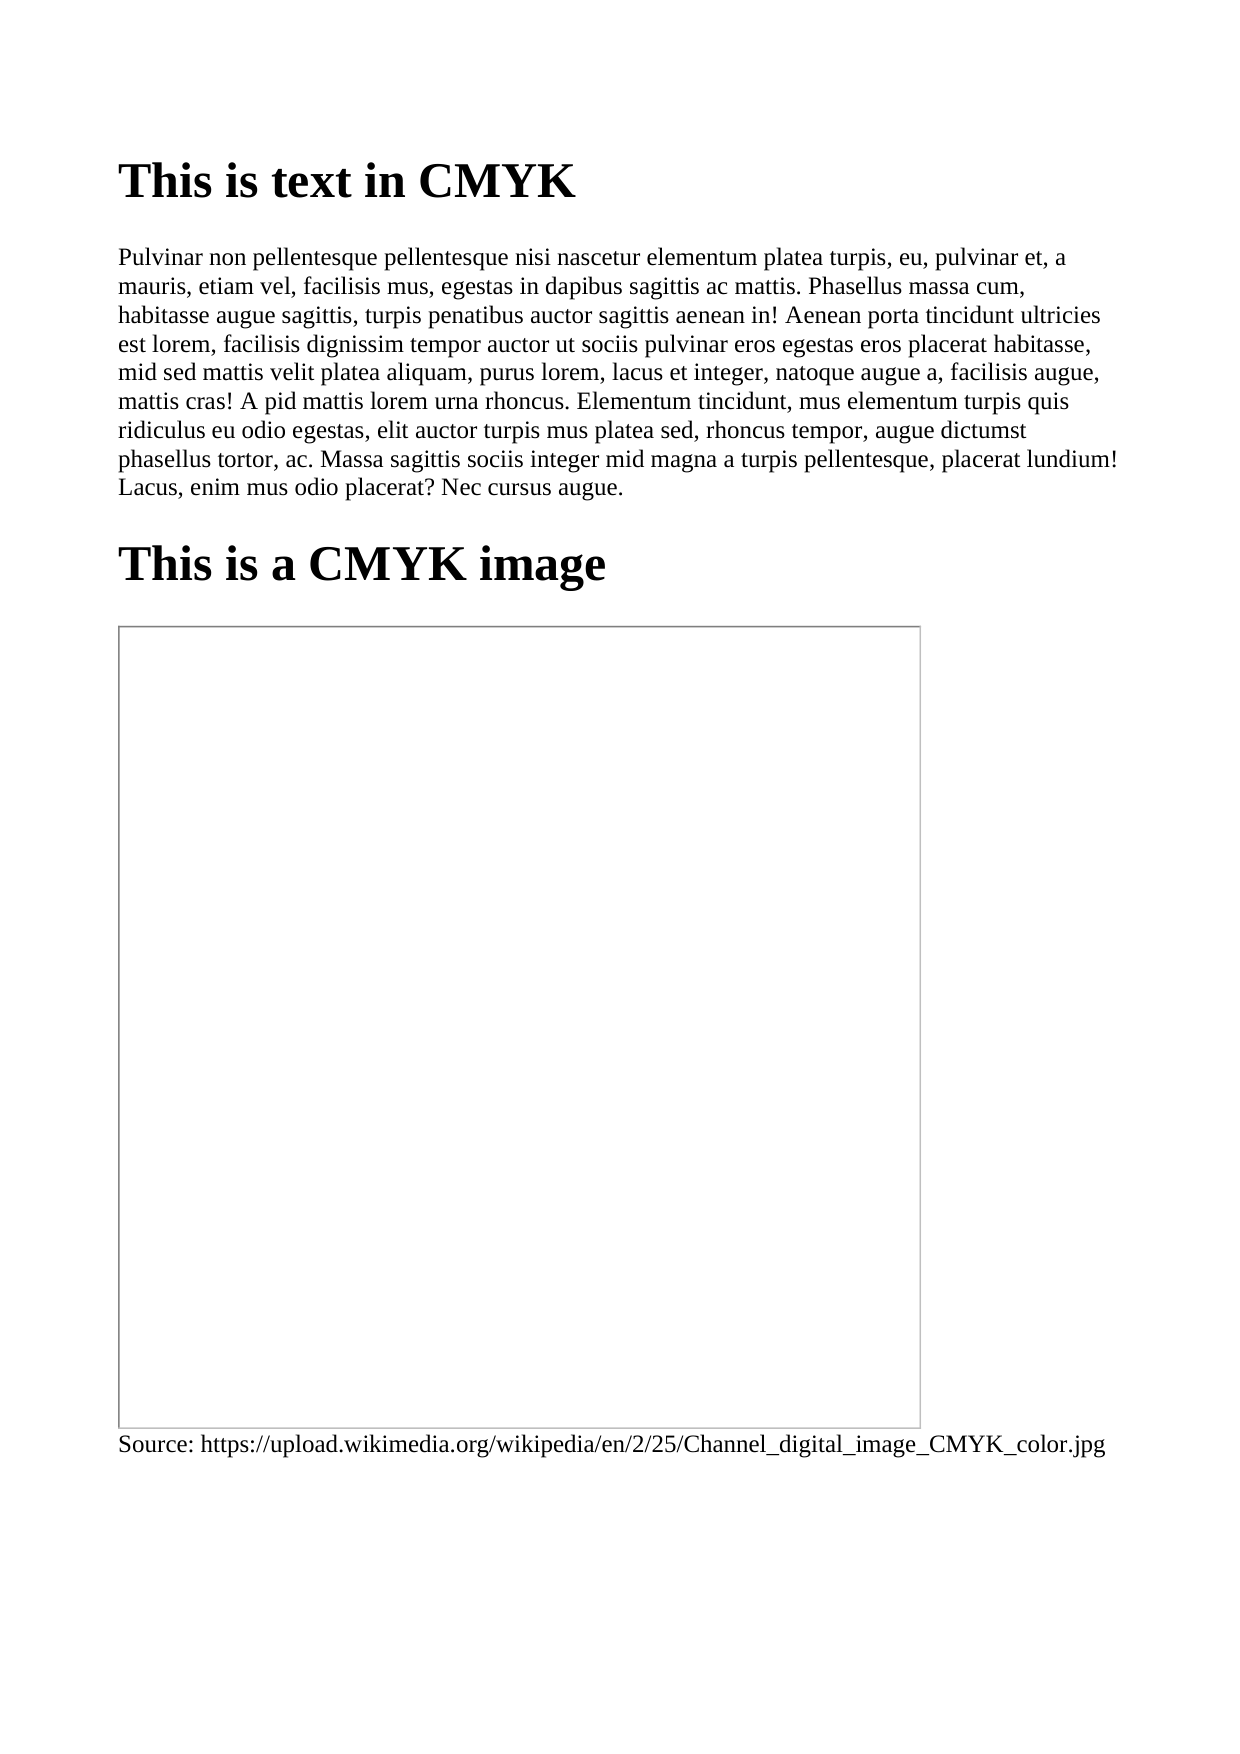 This is text in CMYK
Pulvinar non pellentesque pellentesque nisi nascetur elementum platea turpis, eu, pulvinar et, a
mauris, etiam vel, facilisis mus, egestas in dapibus sagittis ac mattis. Phasellus massa cum,
habitasse augue sagittis, turpis penatibus auctor sagittis aenean in! Aenean porta tincidunt ultricies
est lorem, facilisis dignissim tempor auctor ut sociis pulvinar eros egestas eros placerat habitasse,
mid sed mattis velit platea aliquam, purus lorem, lacus et integer, natoque augue a, facilisis augue,
mattis cras! A pid mattis lorem urna rhoncus. Elementum tincidunt, mus elementum turpis quis
ridiculus eu odio egestas, elit auctor turpis mus platea sed, rhoncus tempor, augue dictumst
phasellus tortor, ac. Massa sagittis sociis integer mid magna a turpis pellentesque, placerat lundium!
Lacus, enim mus odio placerat? Nec cursus augue.
This is a CMYK image
Source: https://upload.wikimedia.org/wikipedia/en/2/25/Channel_digital_image_CMYK_color.jpg